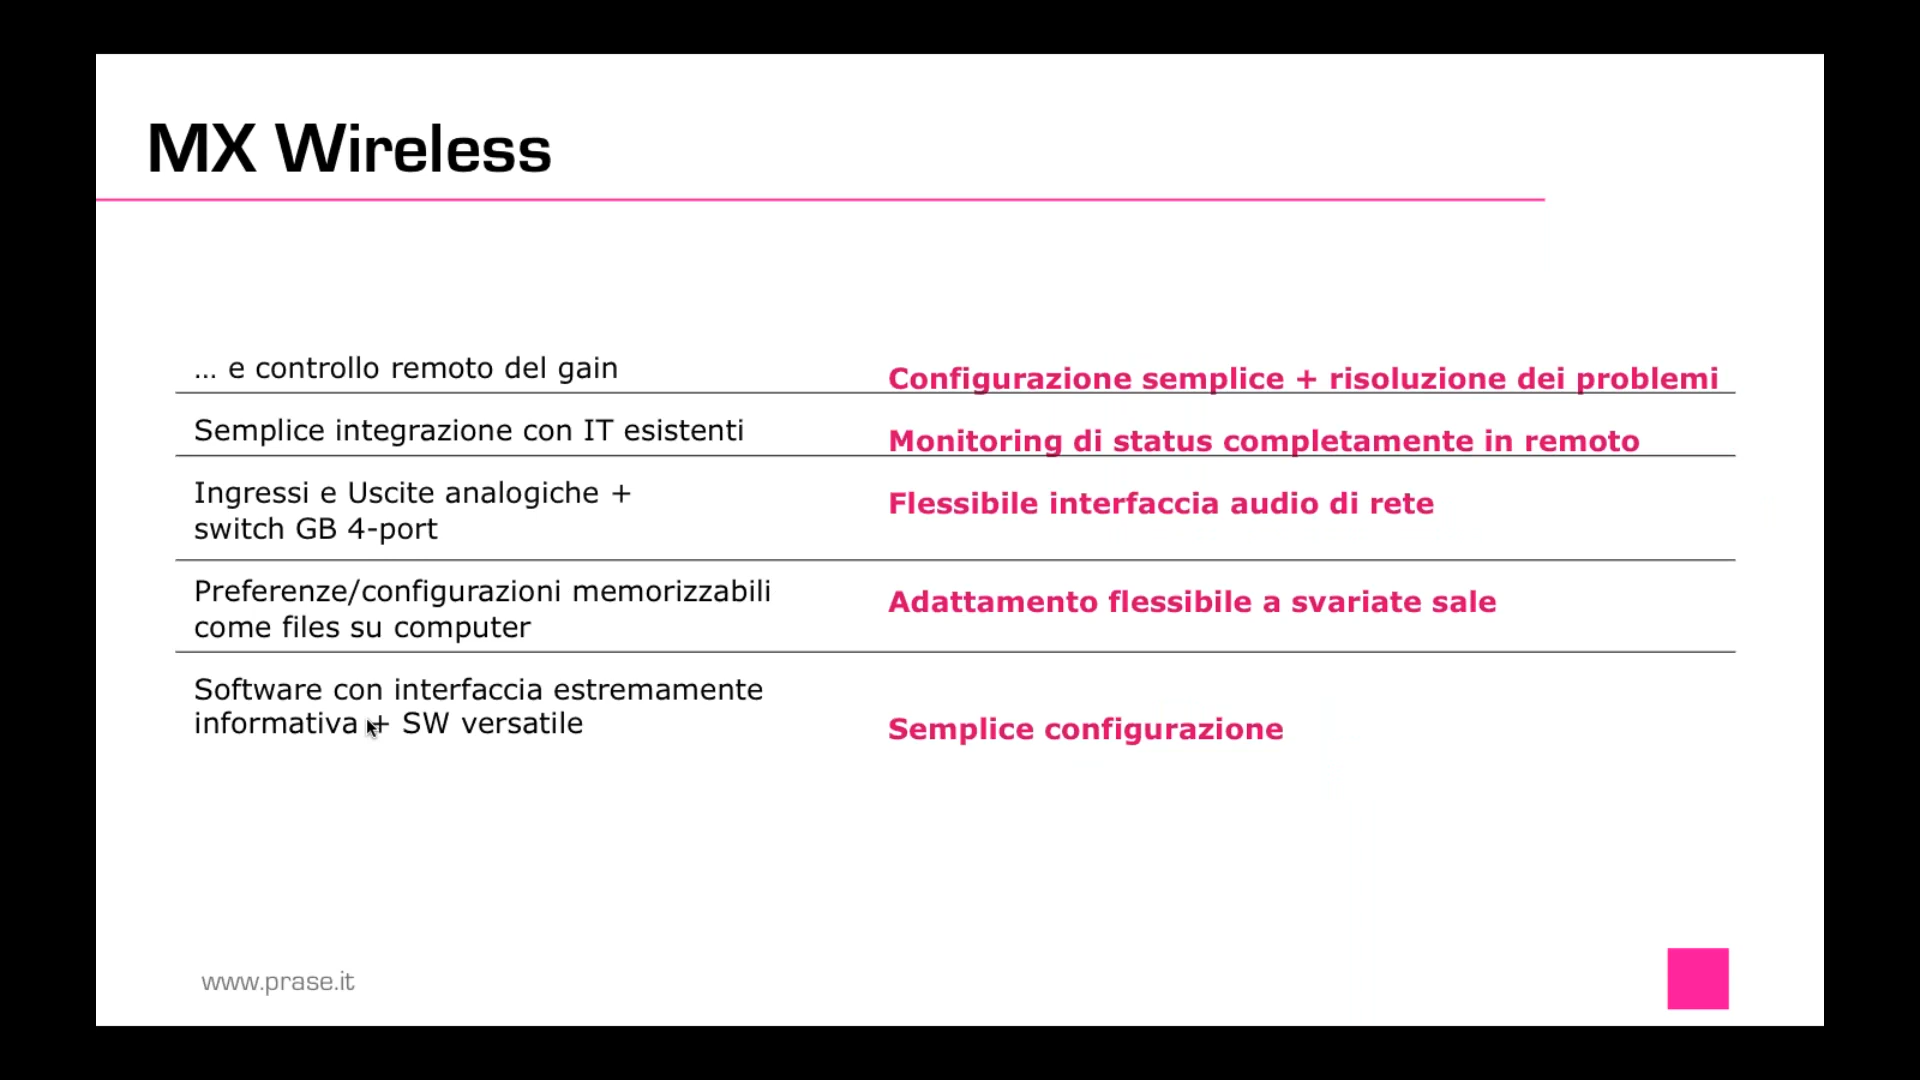 MX Wireless
… e controllo remoto del gain
Configurazione semplice + risoluzione dei problemi
Semplice integrazione con IT esistenti
Monitoring di status completamente in remoto
Ingressi e Uscite analogiche +
switch GB 4-port
Flessibile interfaccia audio di rete
Preferenze/configurazioni memorizzabili
come files su computer
Adattamento flessibile a svariate sale
Software con interfaccia estremamente
informativa + SW versatile
Semplice configurazione
www.prase.it